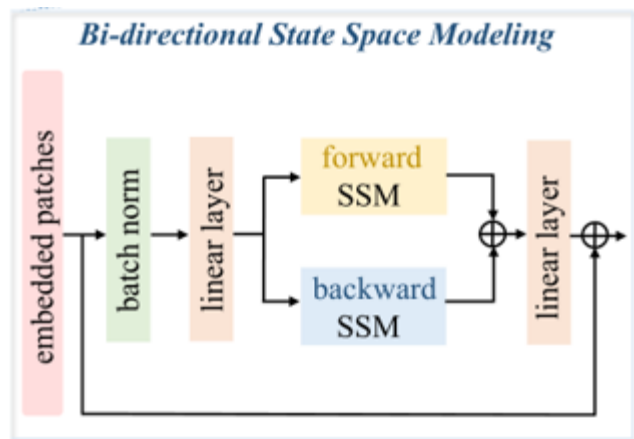 Bi-directional State Space Modeling
embedded patches
batch norm
linear layer
forward
SSM
backward
SSM
linear layer